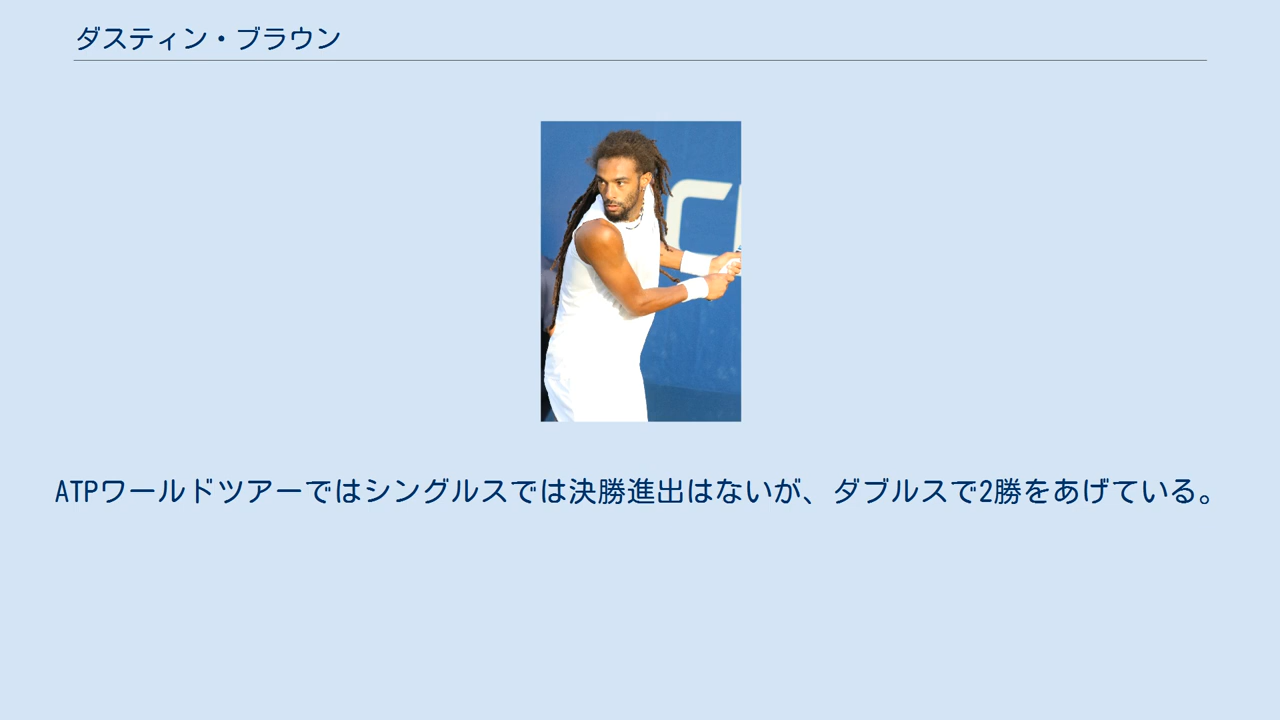 ダスティン・ブラウン
ATPワールドツアーではシングルスでは決勝進出はないが、ダブルスで2勝をあげている。